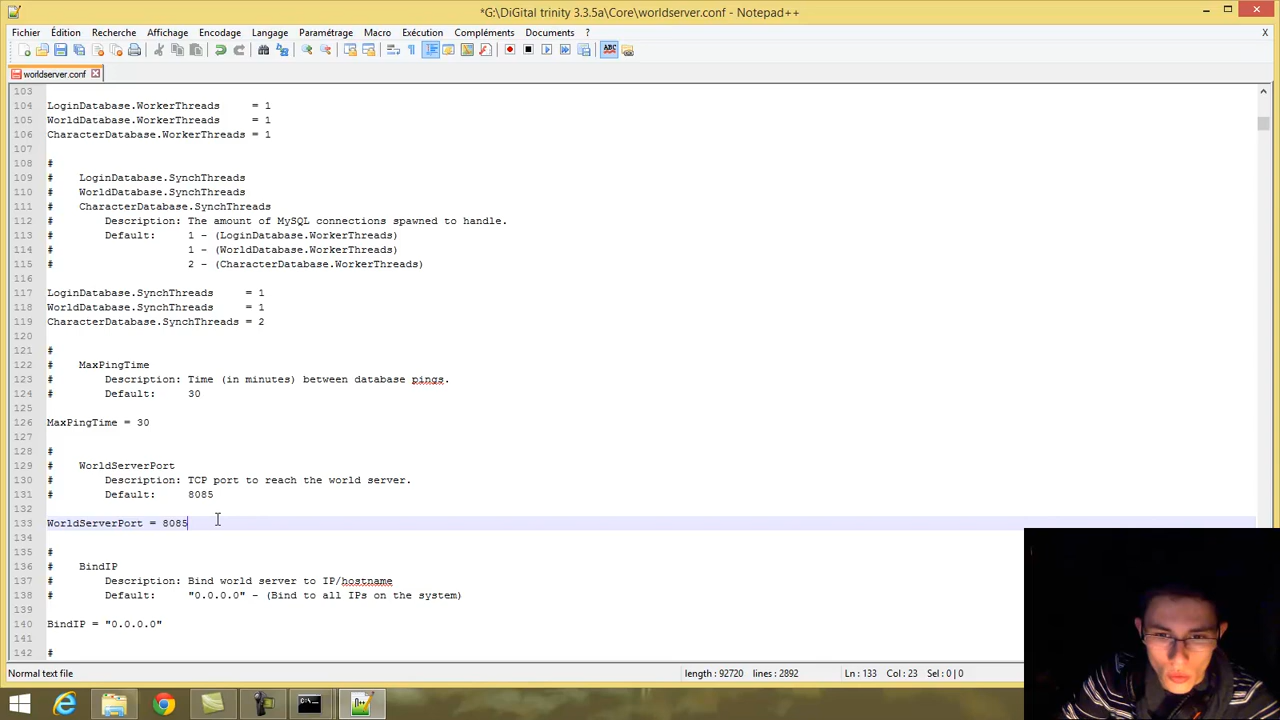 *G:\DiGital trinity 3.3.5a\Core\worldserver.conf - Notepad++
Fichier Édition Recherche Affichage Encodage Langage Paramétrage Macro Exécution Compléments Documents ? X
worldserver.conf
103
104 LoginDatabase.WorkerThreads     = 1
105 WorldDatabase.WorkerThreads     = 1
106 CharacterDatabase.WorkerThreads = 1
107
108 #
109 #    LoginDatabase.SynchThreads
110 #    WorldDatabase.SynchThreads
111 #    CharacterDatabase.SynchThreads
112 #        Description: The amount of MySQL connections spawned to handle.
113 #        Default:     1 - (LoginDatabase.WorkerThreads)
114 #                     1 - (WorldDatabase.WorkerThreads)
115 #                     2 - (CharacterDatabase.WorkerThreads)
116
117 LoginDatabase.SynchThreads     = 1
118 WorldDatabase.SynchThreads     = 1
119 CharacterDatabase.SynchThreads = 2
120
121 #
122 #    MaxPingTime
123 #        Description: Time (in minutes) between database pings.
124 #        Default:     30
125
126 MaxPingTime = 30
127
128 #
129 #    WorldServerPort
130 #        Description: TCP port to reach the world server.
131 #        Default:     8085
132
133 WorldServerPort = 8085
134
135 #
136 #    BindIP
137 #        Description: Bind world server to IP/hostname
138 #        Default:     "0.0.0.0" - (Bind to all IPs on the system)
139
140 BindIP = "0.0.0.0"
141
142 #
Normal text file length : 92720 lines : 2892 Ln : 133 Col : 23 Sel : 0 | 0